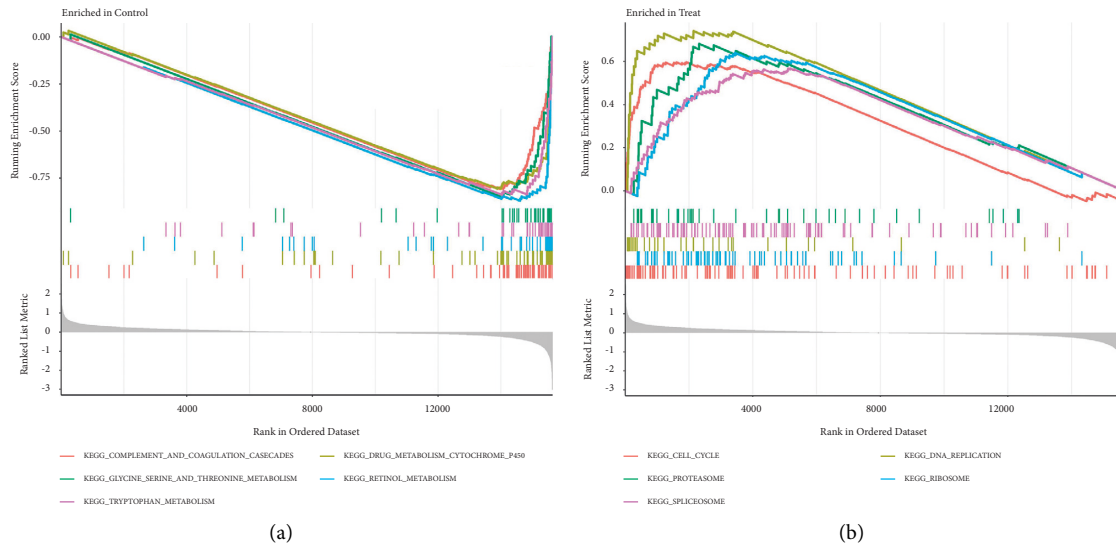 Enriched in Control
0.00
-0.25
-0.50
-0.75
Running Enrichment Score
2
1
0
-1
-2
-3
Ranked List Metric
4000 8000 12000
Rank in Ordered Dataset
KEGG_COMPLEMENT_AND_COAGULATION_CASECADES KEGG_DRUG_METABOLISM_CYTOCHROME_P450
KEGG_GLYCINE_SERINE_AND_THREONINE_METABOLISM KEGG_RETINOL_METABOLISM
KEGG_TRYPTOPHAN_METABOLISM
(a)
Enriched in Treat
0.6
0.4
0.2
0.0
Running Enrichment Score
2
1
0
-1
-2
-3
Ranked List Metric
4000 8000 12000
Rank in Ordered Dataset
KEGG_CELL_CYCLE KEGG_DNA_REPLICATION
KEGG_PROTEASOME KEGG_RIBOSOME
KEGG_SPLICEOSOME
(b)